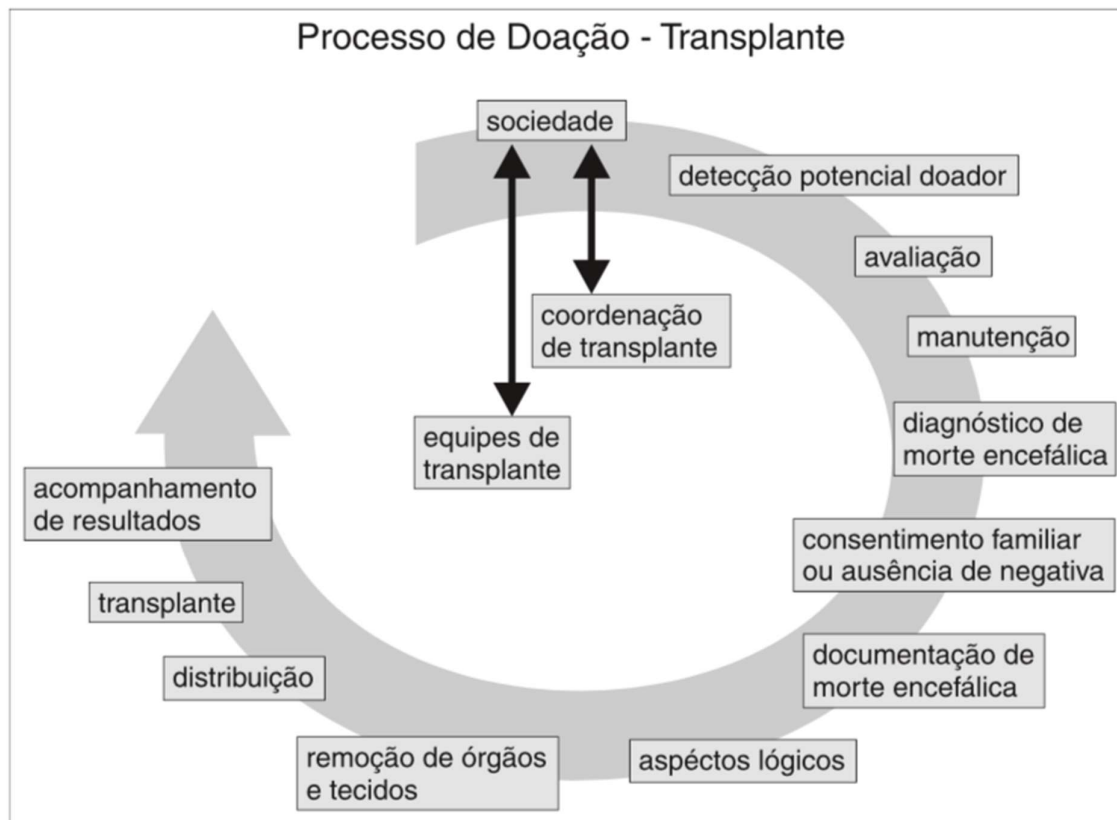 Processo de Doação - Transplante
sociedade
detecção potencial doador
avaliação
manutenção
diagnóstico de
morte encefálica
consentimento familiar
ou ausência de negativa
documentação de
morte encefálica
aspéctos lógicos
remoção de órgãos
e tecidos
distribuição
transplante
acompanhamento
de resultados
coordenação
de transplante
equipes de
transplante